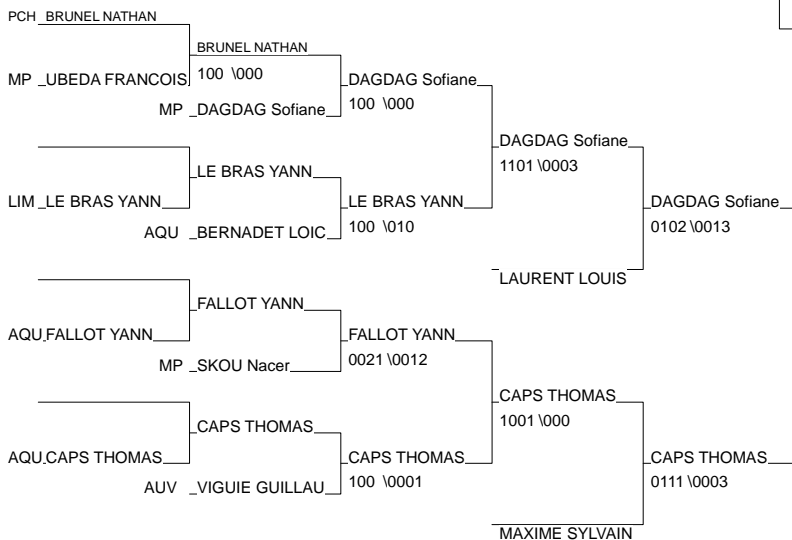 PCH BRUNEL NATHAN
BRUNEL NATHAN
MP UBEDA FRANCOIS 100 \000 DAGDAG Sofiane
MP DAGDAG Sofiane 100 \000
DAGDAG Sofiane
LE BRAS YANN 1101 \0003
LIM LE BRAS YANN LE BRAS YANN DAGDAG Sofiane
AQU BERNADET LOIC 100 \010 0102 \0013
LAURENT LOUIS
FALLOT YANN
AQU FALLOT YANN FALLOT YANN
MP SKOU Nacer 0021 \0012
CAPS THOMAS
CAPS THOMAS 1001 \000
AQU CAPS THOMAS CAPS THOMAS CAPS THOMAS
AUV VIGUIE GUILLAU 100 \0001 0111 \0003
MAXIME SYLVAIN